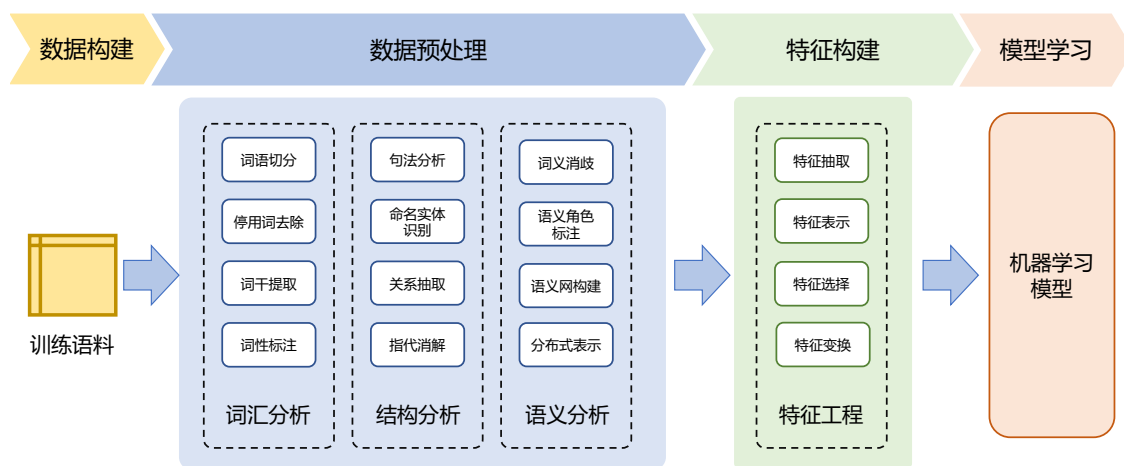 数据构建
数据预处理
特征构建
模型学习
训练语料
词语切分
停用词去除
词干提取
词性标注
词汇分析
句法分析
命名实体
识别
关系抽取
指代消解
结构分析
词义消歧
语义角色
标注
语义网构建
分布式表示
语义分析
特征抽取
特征表示
特征选择
特征变换
特征工程
机器学习
模型